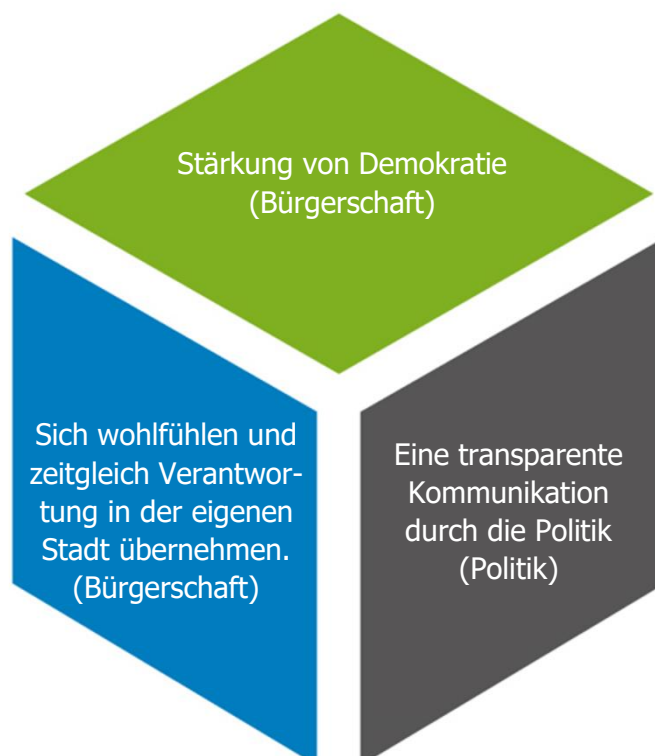 Stärkung von Demokratie
(Bürgerschaft)
Sich wohlfühlen und
zeitgleich Verantwor-
tung in der eigenen
Stadt übernehmen.
(Bürgerschaft)
Eine transparente
Kommunikation
durch die Politik
(Politik)